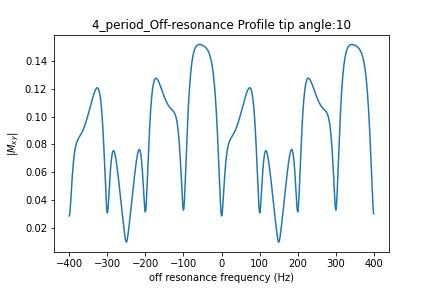 4_period_Off-resonance Profile tip angle:10
0.14
0.12
0.10
0.08
0.06
0.04
0.02
|M_xy|
−400 −300 −200 −100 0 100 200 300 400
off resonance frequency (Hz)